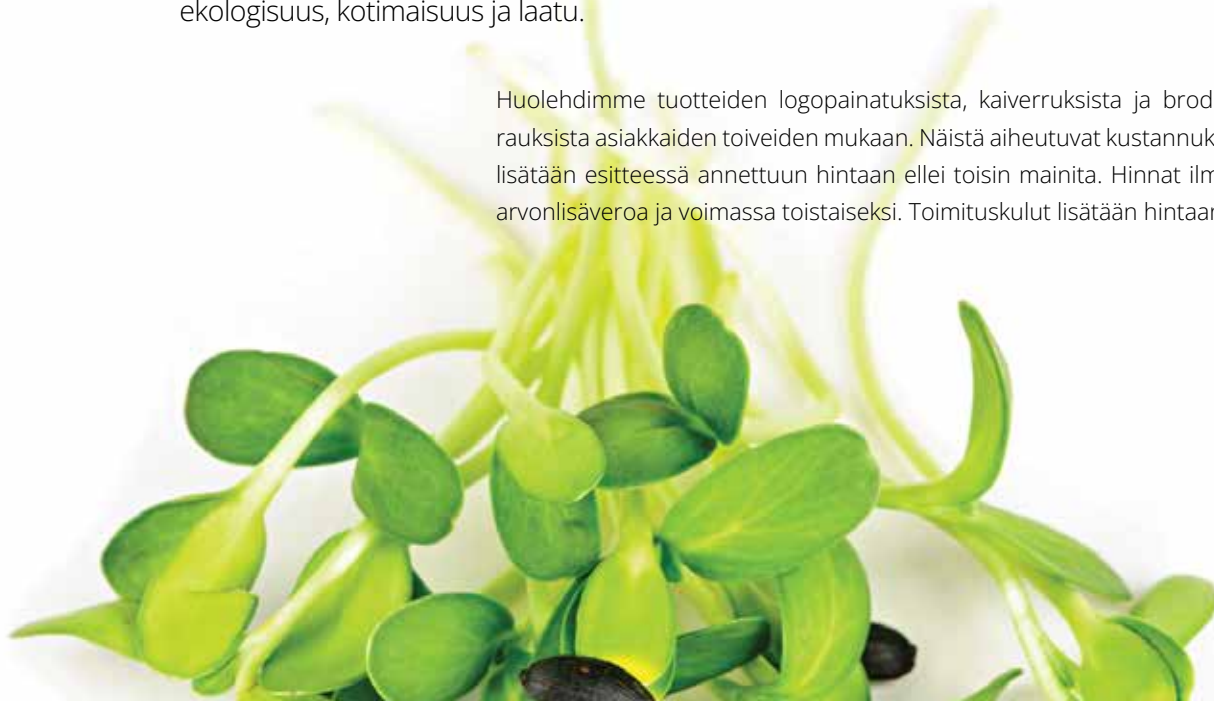 ekologisuus, kotimaisuus ja laatu.
Huolehdimme tuotteiden logopainatuksista, kaiverruksista ja brod
rauksista asiakkaiden toiveiden mukaan. Näistä aiheutuvat kustannuk
lisätään esitteessä annettuun hintaan ellei toisin mainita. Hinnat ilm
arvonlisäveroa ja voimassa toistaiseksi. Toimituskulut lisätään hintaan